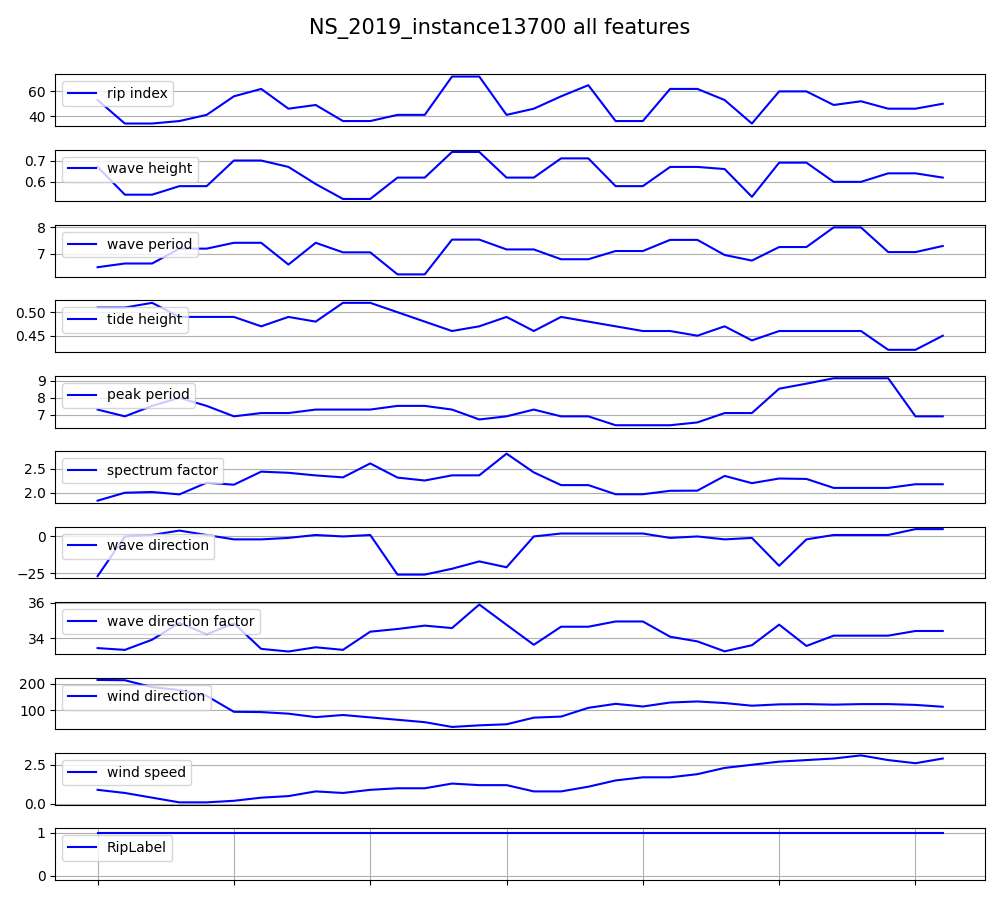 NS_2019_instance13700 all features
60
40
rip index
0.7
0.6
wave height
8
7
wave period
0.50
0.45
tide height
9
8
7
peak period
2.5
2.0
spectrum factor
0
−25
wave direction
36
34
wave direction factor
200
100
wind direction
2.5
0.0
wind speed
1
0
RipLabel